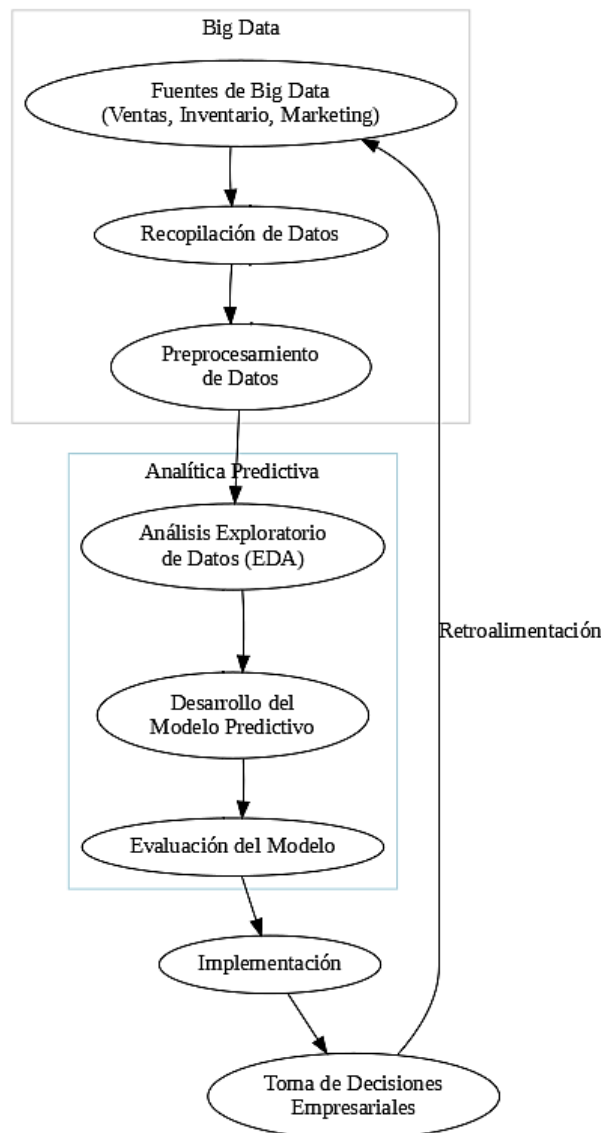 Big Data
Fuentes de Big Data
(Ventas, Inventario, Marketing)
Recopilación de Datos
Preprocesamiento
de Datos
Analítica Predictiva
Análisis Exploratorio
de Datos (EDA)
Retroalimentación
Desarrollo del
Modelo Predictivo
Evaluación del Modelo
Implementación
Toma de Decisiones
Empresariales